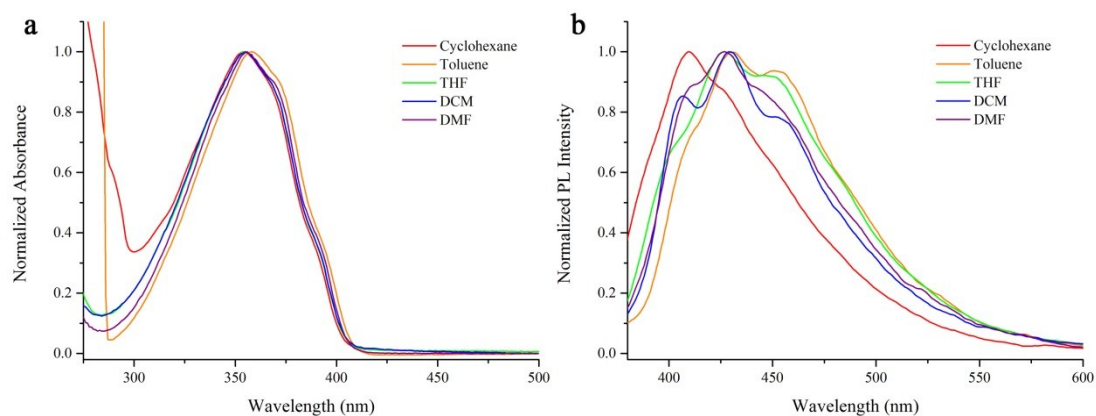 a
Normalized Absorbance
1.0
0.8
0.6
0.4
0.2
0.0
300
350
400
450
500
Wavelength (nm)
Cyclohexane
Toluene
THF
DCM
DMF
b
Normalized PL Intensity
1.0
0.8
0.6
0.4
0.2
0.0
400
450
500
550
600
Wavelength (nm)
Cyclohexane
Toluene
THF
DCM
DMF